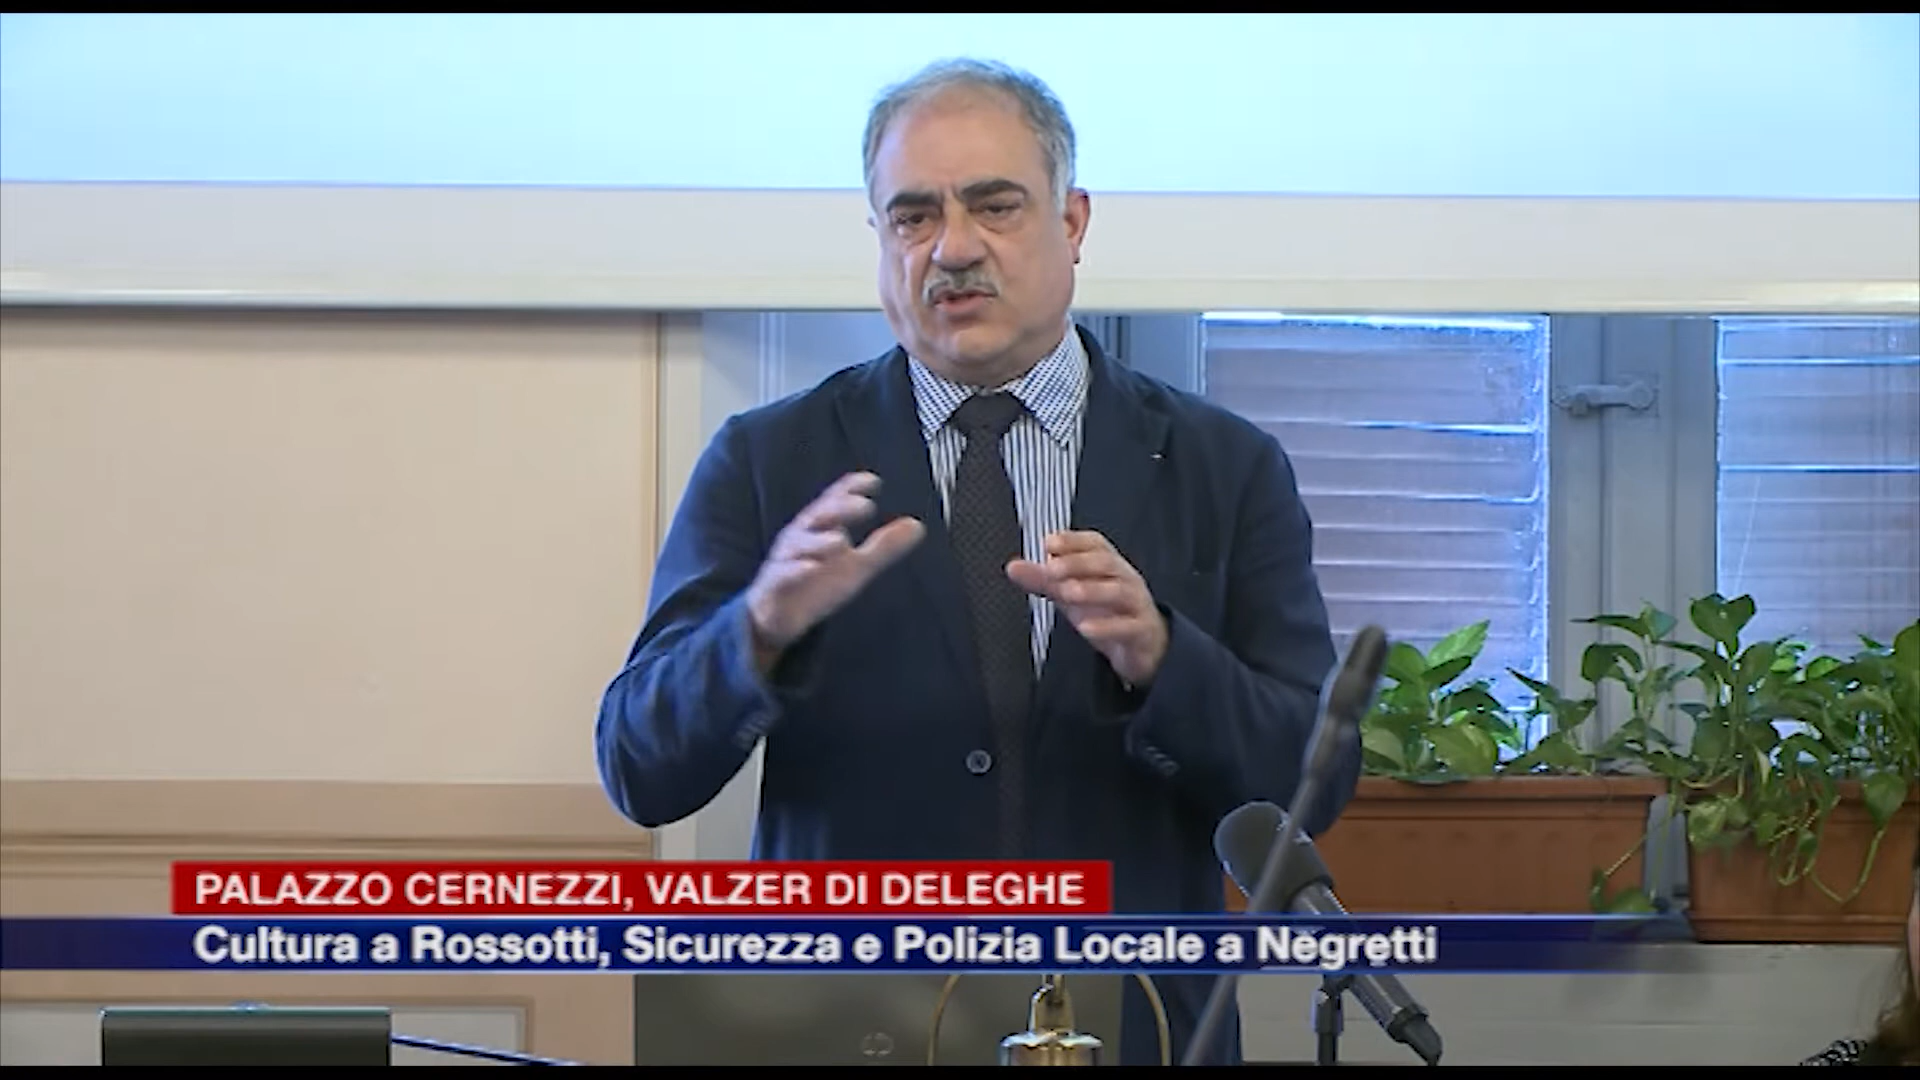 PALAZZO CERNEZZI, VALZER DI DELEGHE
Cultura a Rossotti, Sicurezza e Polizia Locale a Negretti